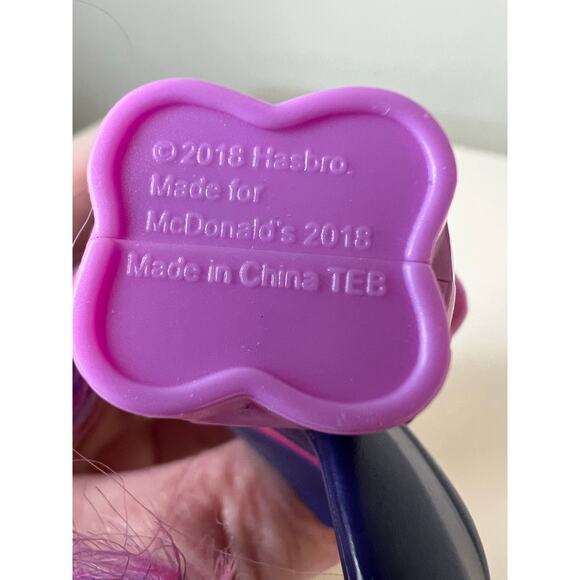 ©2018 Hasbro.
Made for
McDonald's 2018
Made in China TEB